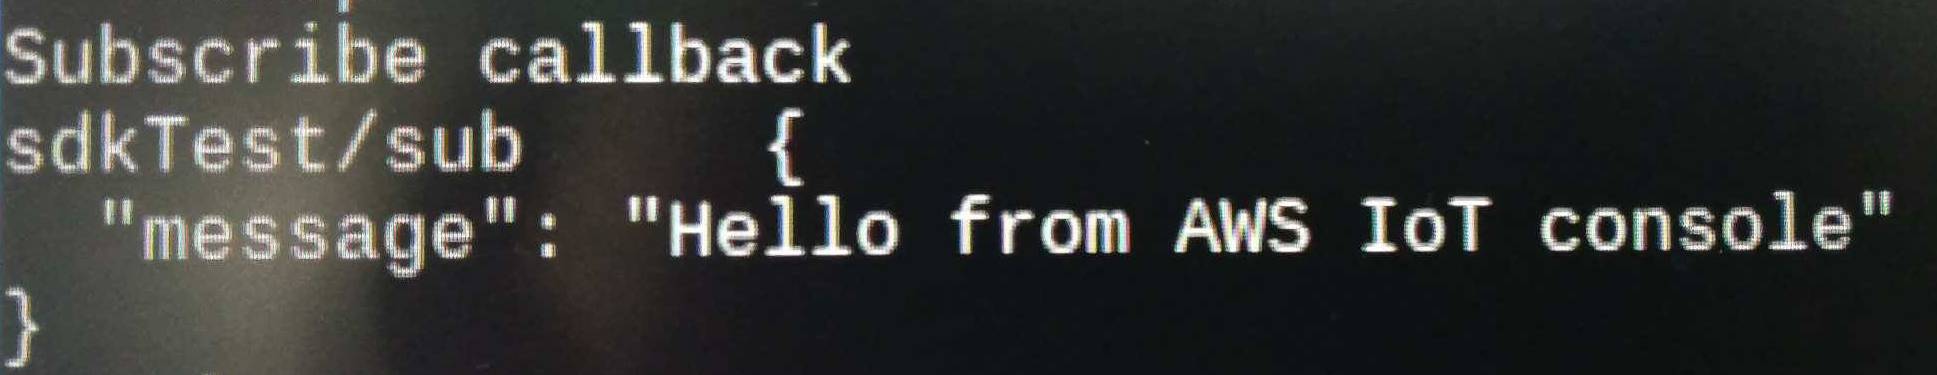 Subscribe callback
sdkTest/sub     {
  "message": "Hello from AWS IoT console"
}